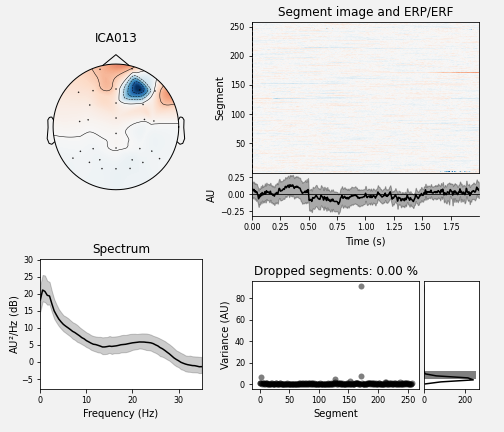 ICA013
Segment image and ERP/ERF
250
200
150
100
50
Segment
0.25
0.00
−0.25
AU
0.00 0.25 0.50 0.75 1.00 1.25 1.50 1.75
Time (s)
Spectrum
30
25
20
15
10
5
0
−5
AU²/Hz (dB)
0 10 20 30
Frequency (Hz)
Dropped segments: 0.00 %
80
60
40
20
0
Variance (AU)
0 50 100 150 200 250
Segment
0 200